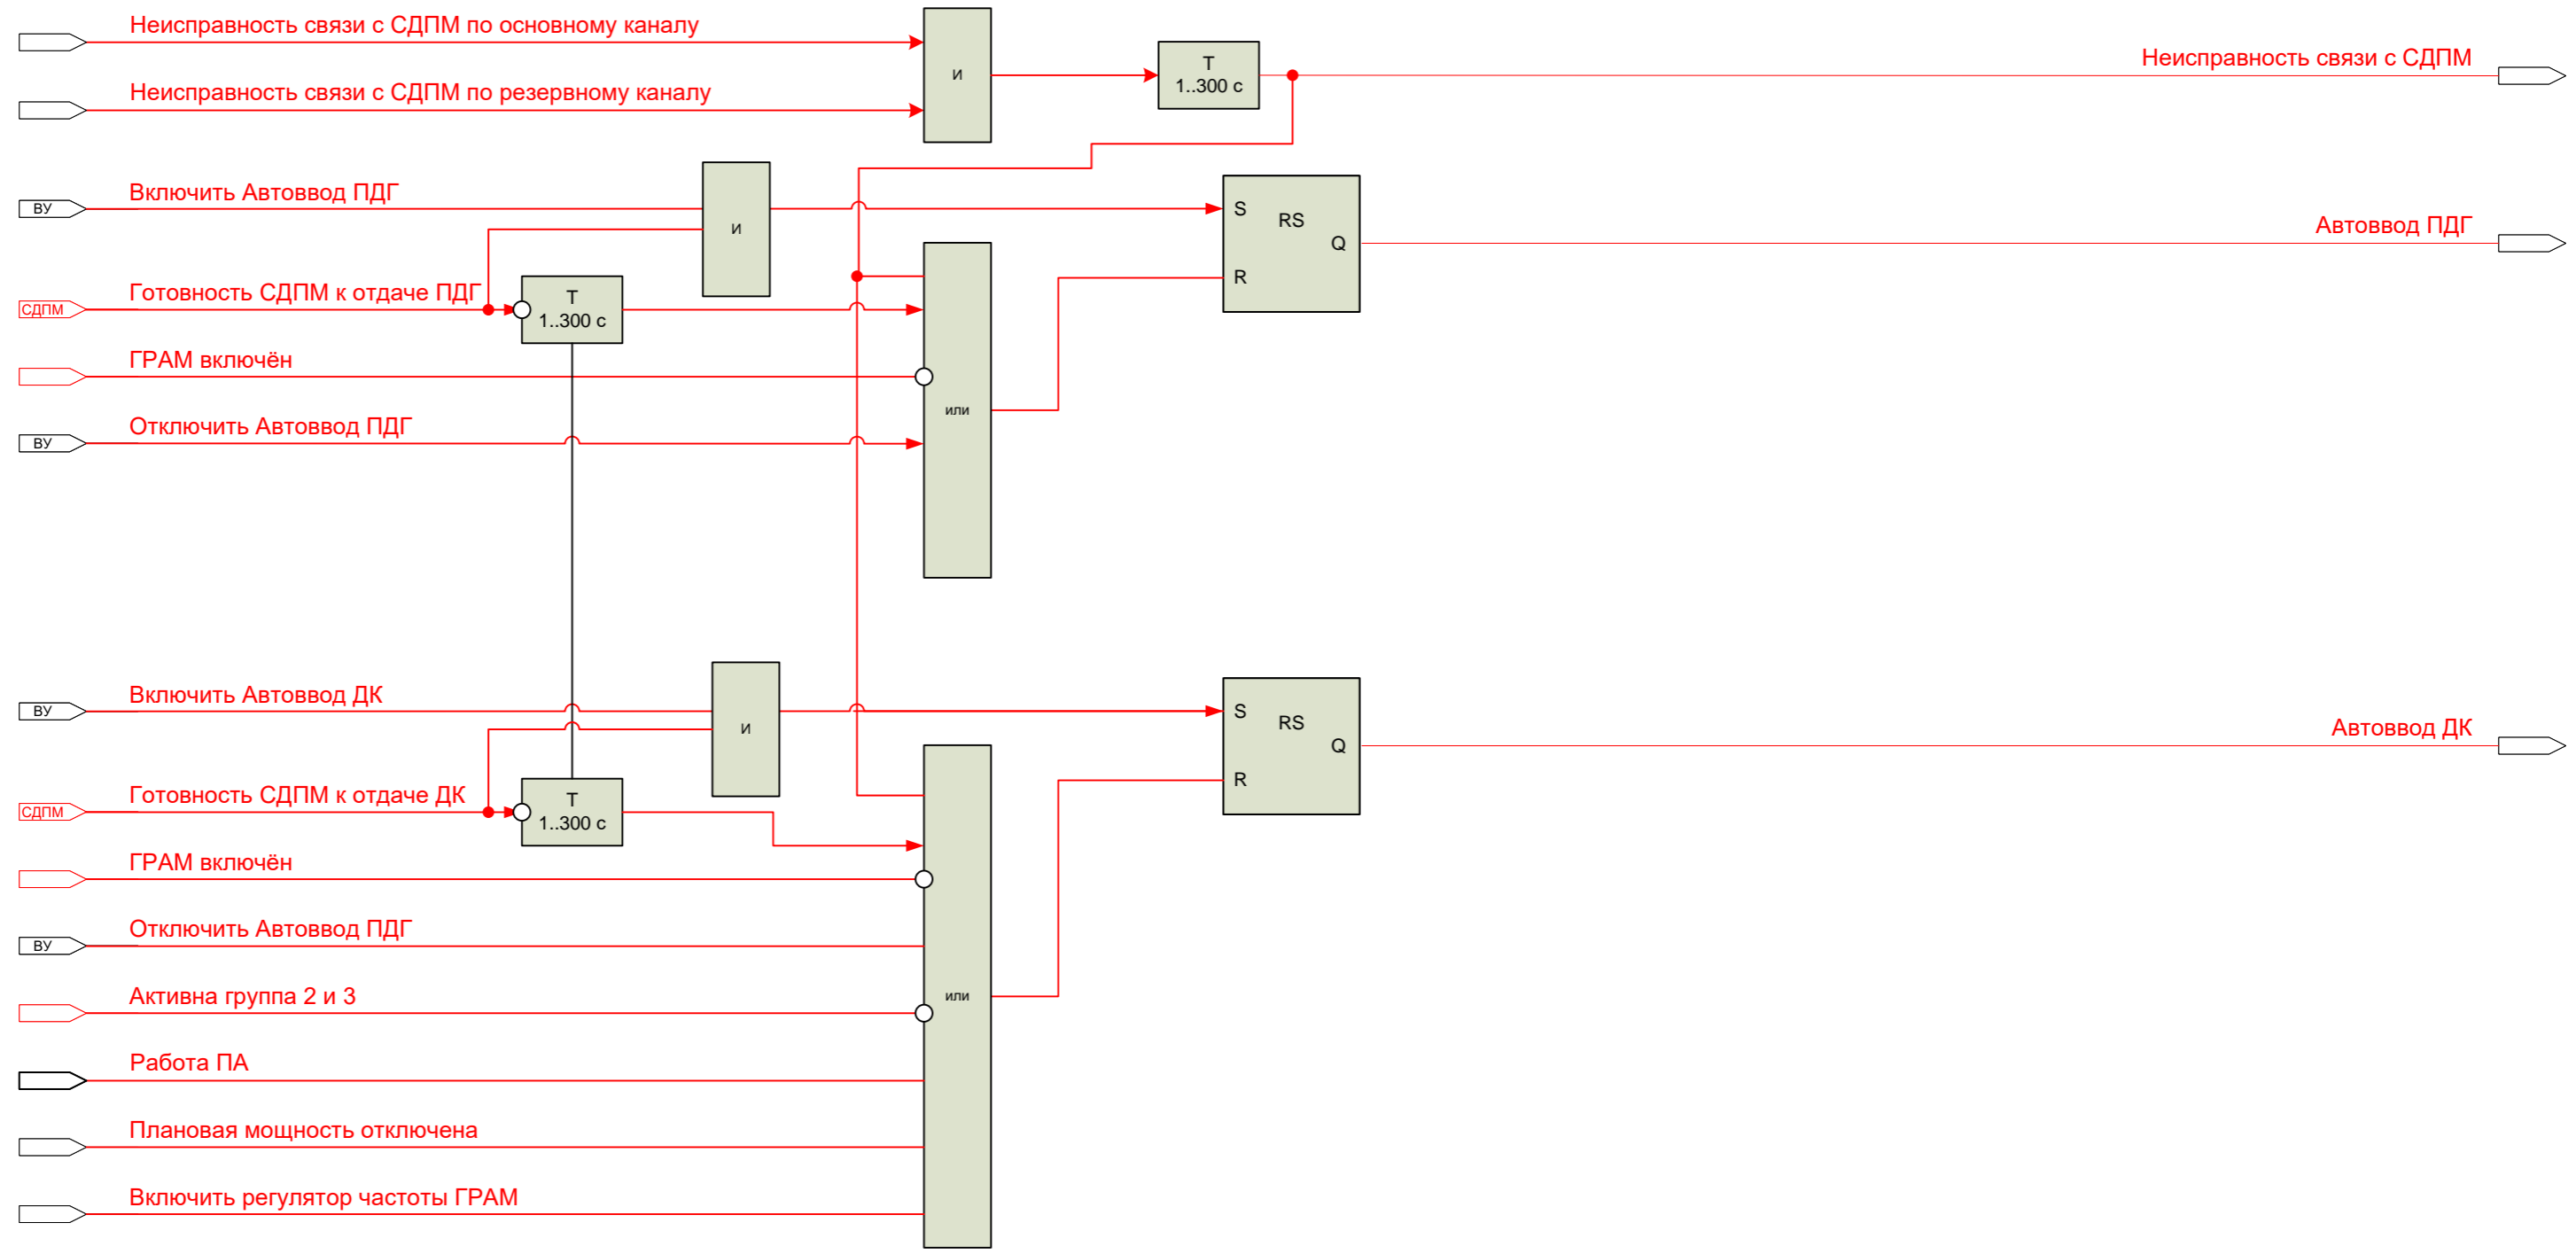 Неисправность связи с СДПМ по основному каналу
Неисправность связи с СДПМ по резервному каналу
И
Т
1..300 с
Неисправность связи с СДПМ
ВУ
Включить Автоввод ПДГ
И
S
RS
Q
R
Автоввод ПДГ
СДПМ
Готовность СДПМ к отдаче ПДГ
Т
1..300 с
ГРАМ включён
ВУ
Отключить Автоввод ПДГ
или
ВУ
Включить Автоввод ДК
И
S
RS
Q
R
Автоввод ДК
СДПМ
Готовность СДПМ к отдаче ДК
Т
1..300 с
ГРАМ включён
ВУ
Отключить Автоввод ПДГ
или
Активна группа 2 и 3
Работа ПА
Плановая мощность отключена
Включить регулятор частоты ГРАМ